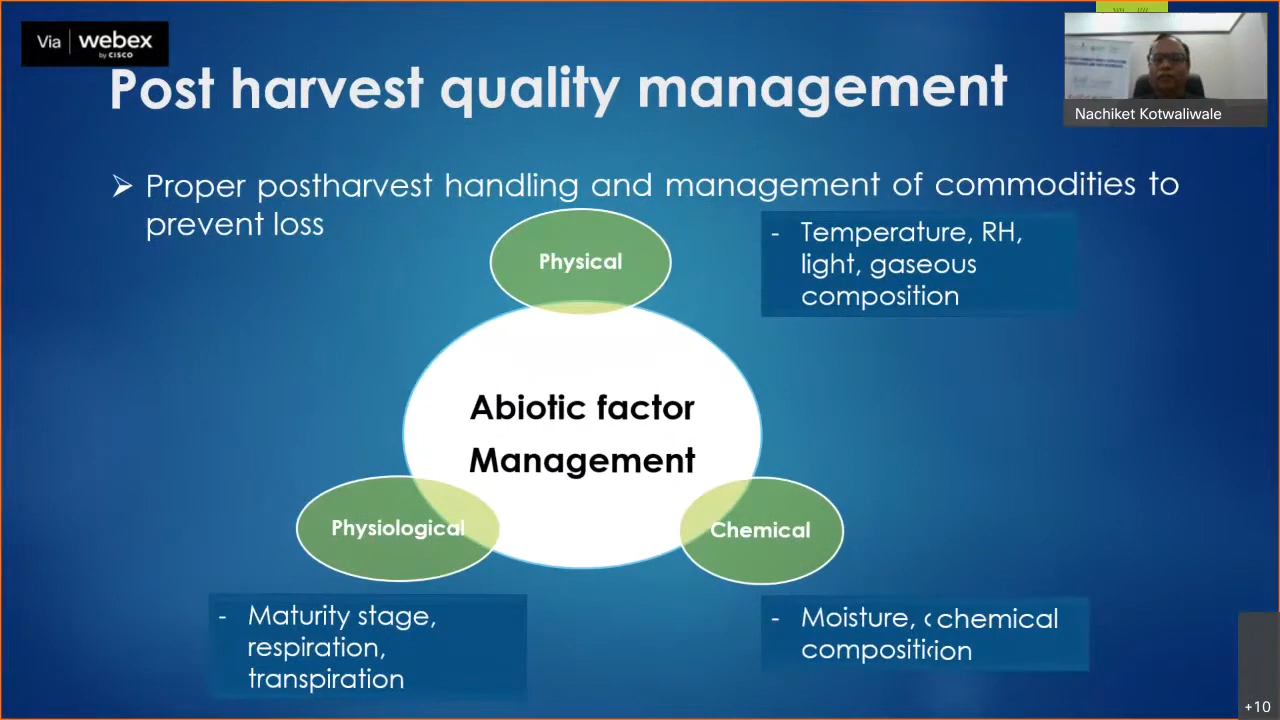 Via webex
by CISCO
Post harvest quality management
Nachiket Kotwaliwale
➢ Proper postharvest handling and management of commodities to
prevent loss
Physical
- Temperature, RH,
light, gaseous
composition
Abiotic factor
Management
Physiological
Chemical
- Maturity stage,
respiration,
transpiration
- Moisture, chemical
composition
+10